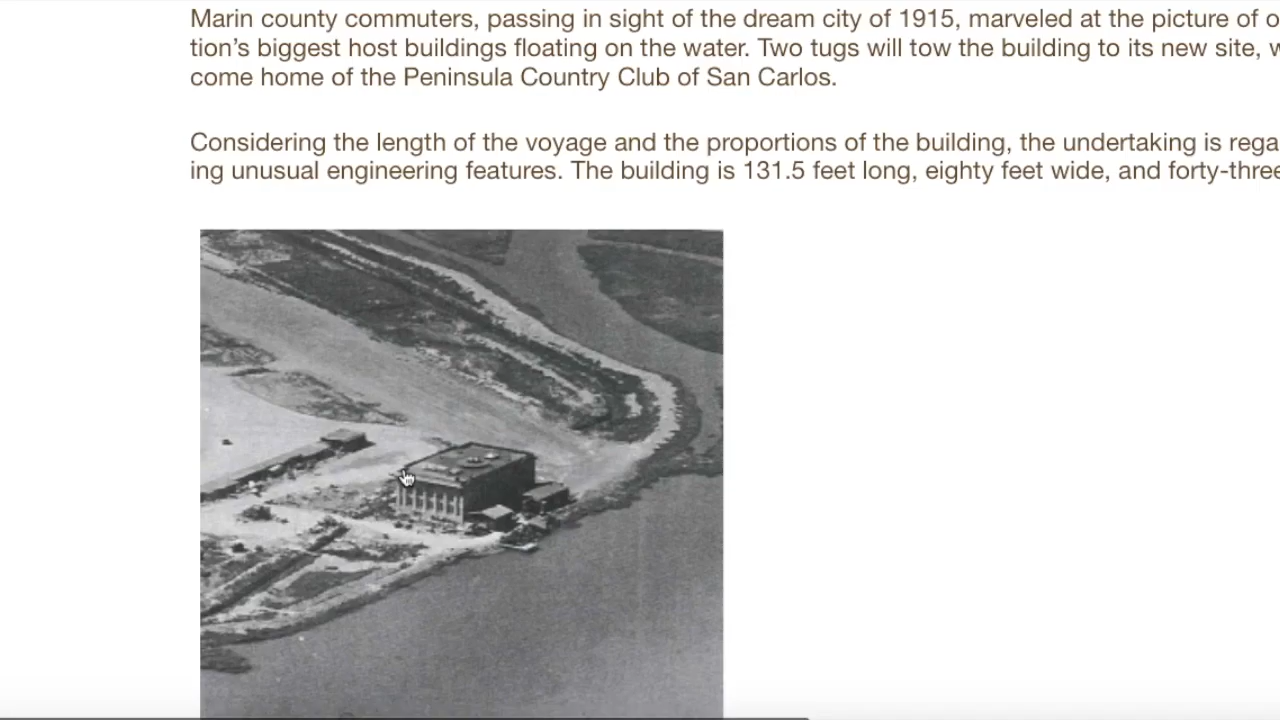 Marin county commuters, passing in sight of the dream city of 1915, marveled at the picture of
tion’s biggest host buildings floating on the water. Two tugs will tow the building to its new site,
come home of the Peninsula Country Club of San Carlos.
Considering the length of the voyage and the proportions of the building, the undertaking is
ing unusual engineering features. The building is 131.5 feet long, eighty feet wide, and forty-three